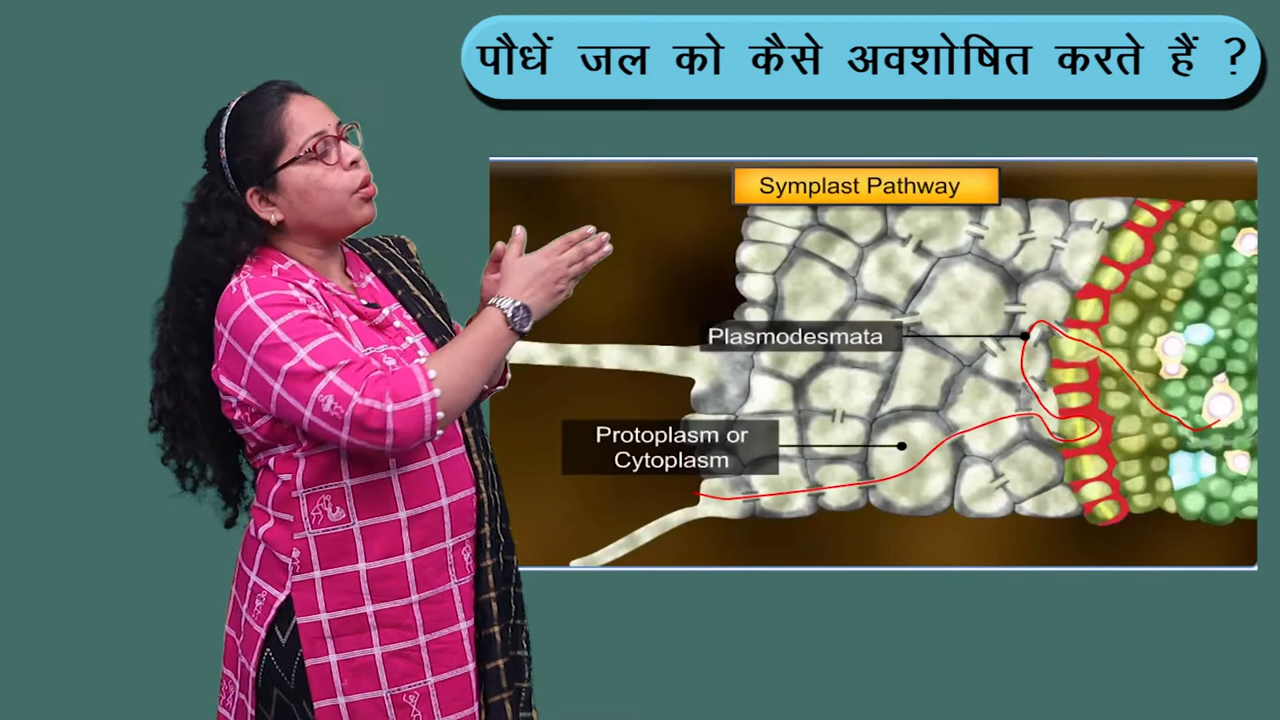 पौधें जल को कैसे अवशोषित करते हैं ?
Symplast Pathway
Plasmodesmata
Protoplasm or
Cytoplasm